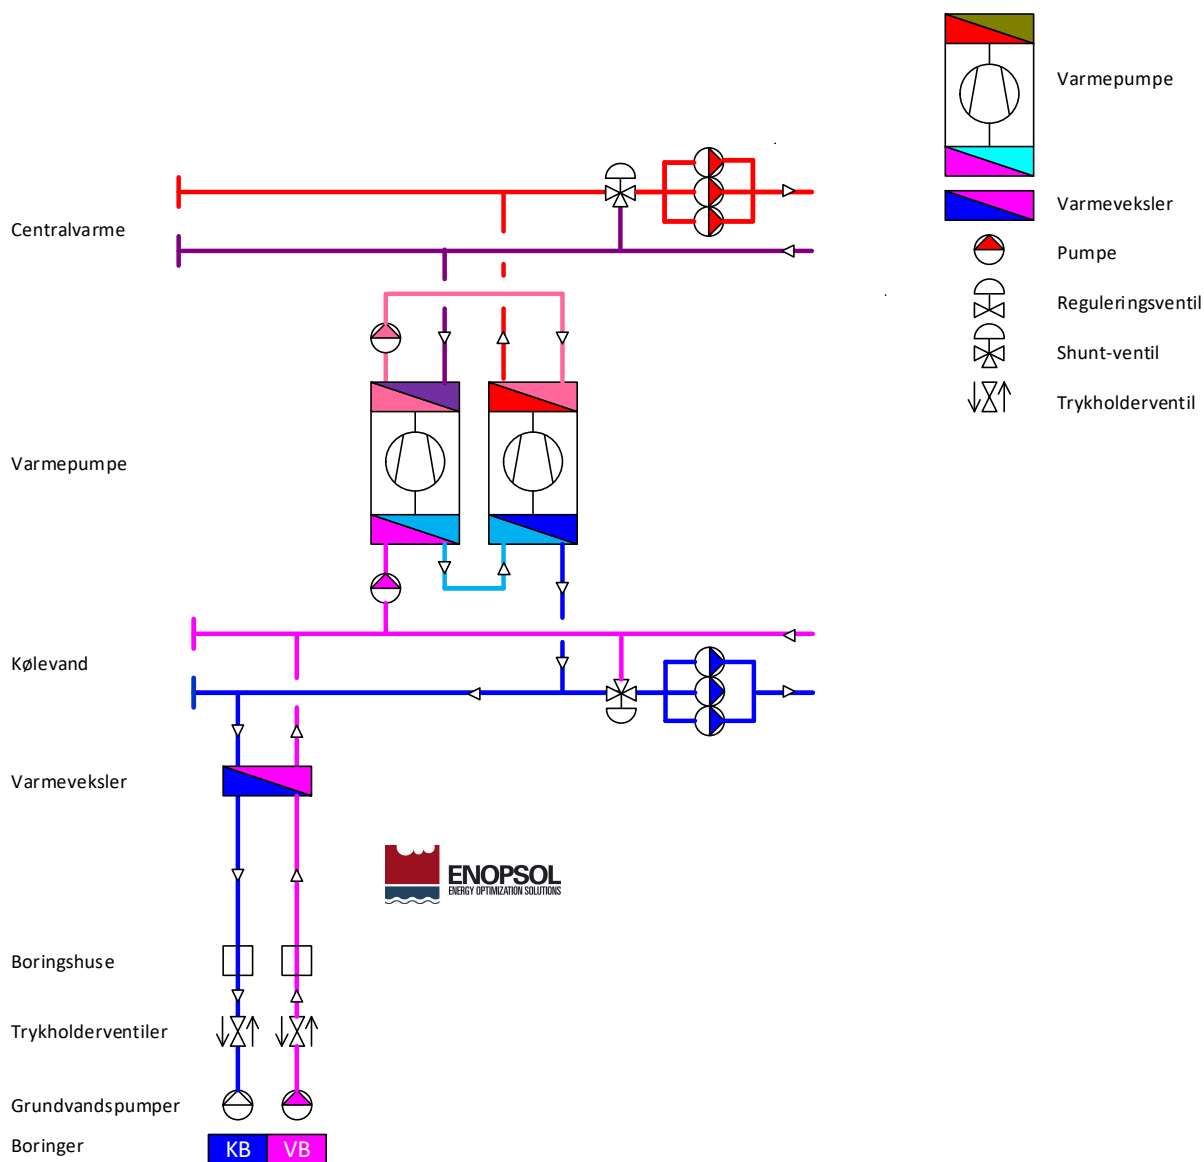 Varmepumpe
Varmeveksler
Pumpe
Reguleringsventil
Shunt-ventil
Trykholderventil
Centralvarme
Varmepumpe
Kølevand
Varmeveksler
ENOPSOL
ENERGY OPTIMIZATION SOLUTIONS
Boringshuse
Trykholderventiler
Grundvandspumper
Boringer
KB
VB